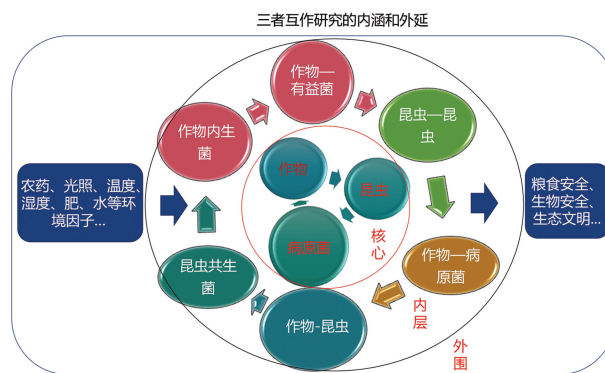 三者互作研究的内涵和外延
作物—
有益菌
昆虫—昆
虫
作物内生
菌
作物
昆虫
病原菌
核
心
农药、光照、温度、
湿度、肥、水等环
境因子...
粮食安全、
生物安全、
生态文明...
昆虫共生
菌
作物—病
原菌
作物-昆虫
内
层
外
围